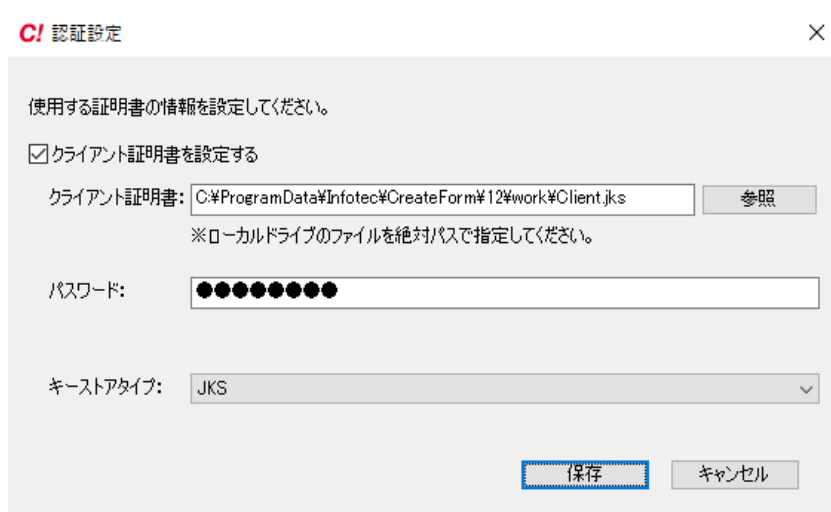 C! 認証設定
使用する証明書の情報を設定してください。
クライアント証明書を設定する
クライアント証明書: C:¥ProgramData¥Infotec¥CreateForm¥12¥work¥Client.jks 参照
※ローカルドライブのファイルを絶対パスで指定してください。
パスワード: ●●●●●●●●
キーストアタイプ: JKS
保存 キャンセル